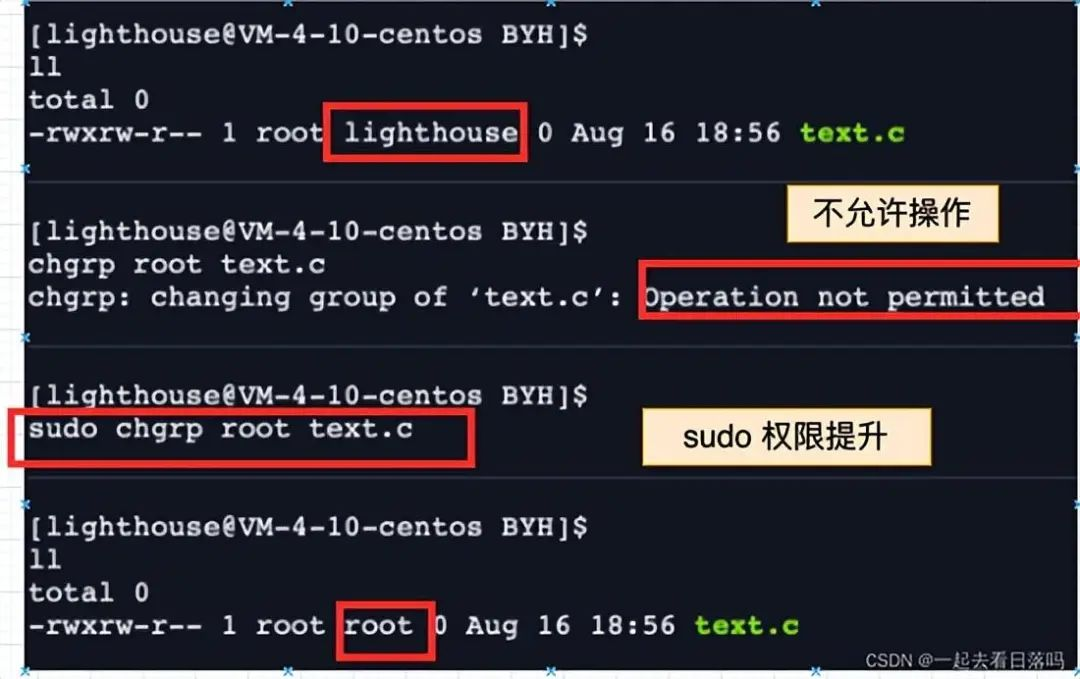 [lighthouse@VM-4-10-centos BYH]$
ll
total 0
-rwxrw-r-- 1 root lighthouse 0 Aug 16 18:56 text.c
不允许操作
[lighthouse@VM-4-10-centos BYH]$
chgrp root text.c
chgrp: changing group of ‘text.c’: Operation not permitted
[lighthouse@VM-4-10-centos BYH]$
sudo chgrp root text.c
sudo 权限提升
[lighthouse@VM-4-10-centos BYH]$
ll
total 0
-rwxrw-r-- 1 root root 0 Aug 16 18:56 text.c
CSDN @一起去看日落吗